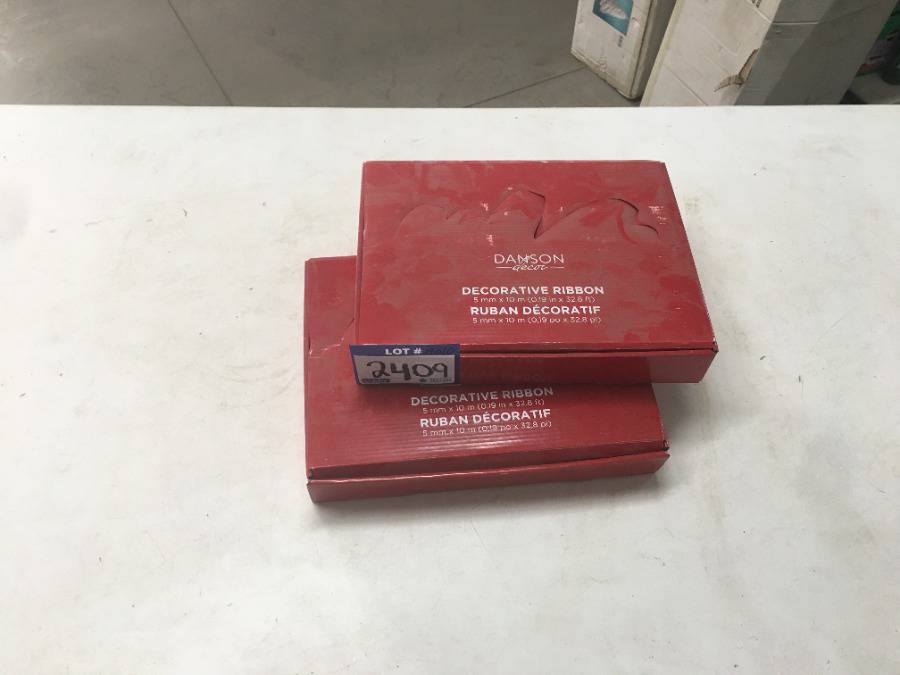 DANSON
decor
DECORATIVE RIBBON
5 mm x 10 m (0.19 in x 32.8 ft)
RUBAN DÉCORATIF
5 mm x 10 m (0,19 po x 32,8 pi)
LOT #
2409
DECORATIVE RIBBON
5 mm x 10 m (0.19 in x 32.8 ft)
RUBAN DÉCORATIF
5 mm x 10 m (0,19 po x 32,8 pi)